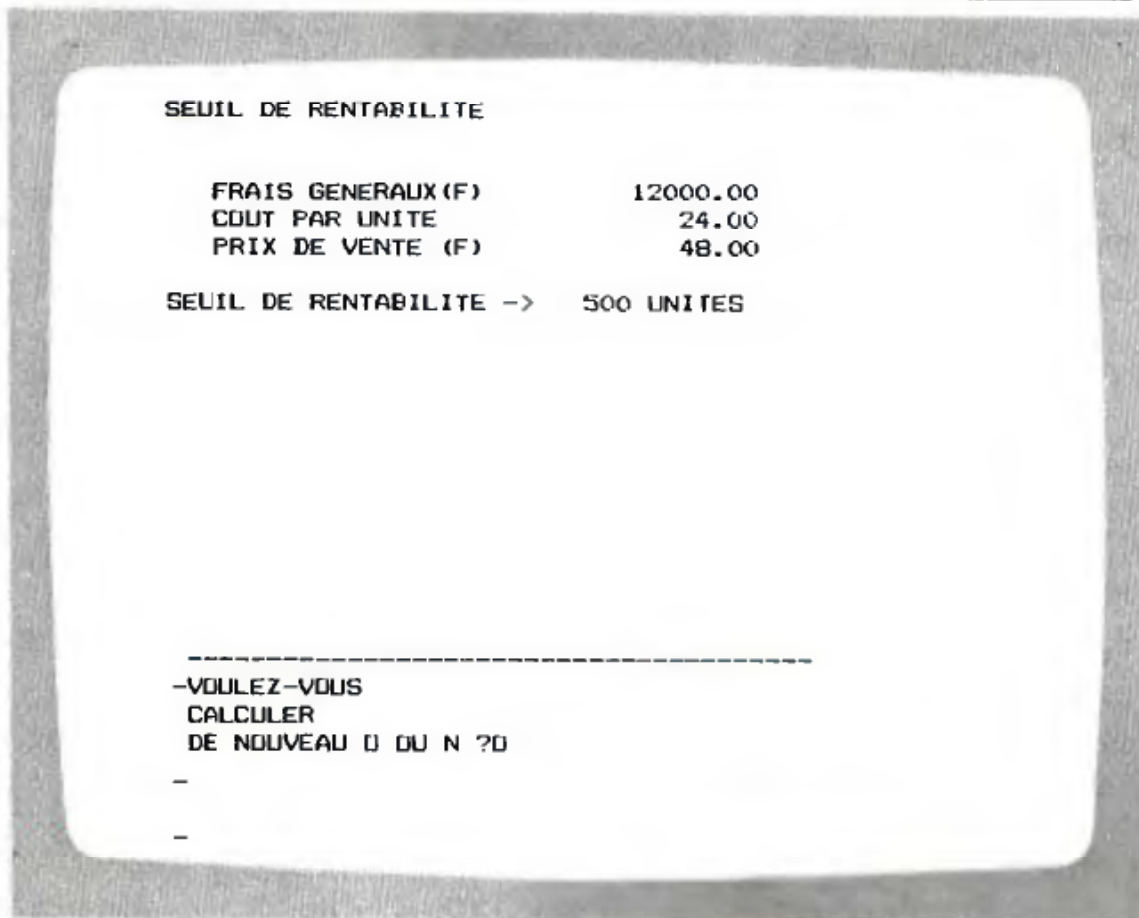 SEUIL DE RENTABILITE
FRAIS GENERAUX(F) 12000.00
COUT PAR UNITE 24.00
PRIX DE VENTE (F) 48.00
SEUIL DE RENTABILITE -> 500 UNITES
----------------------------------------
-VOULEZ-VOUS
CALCULER
DE NOUVEAU O OU N ?O
-
-